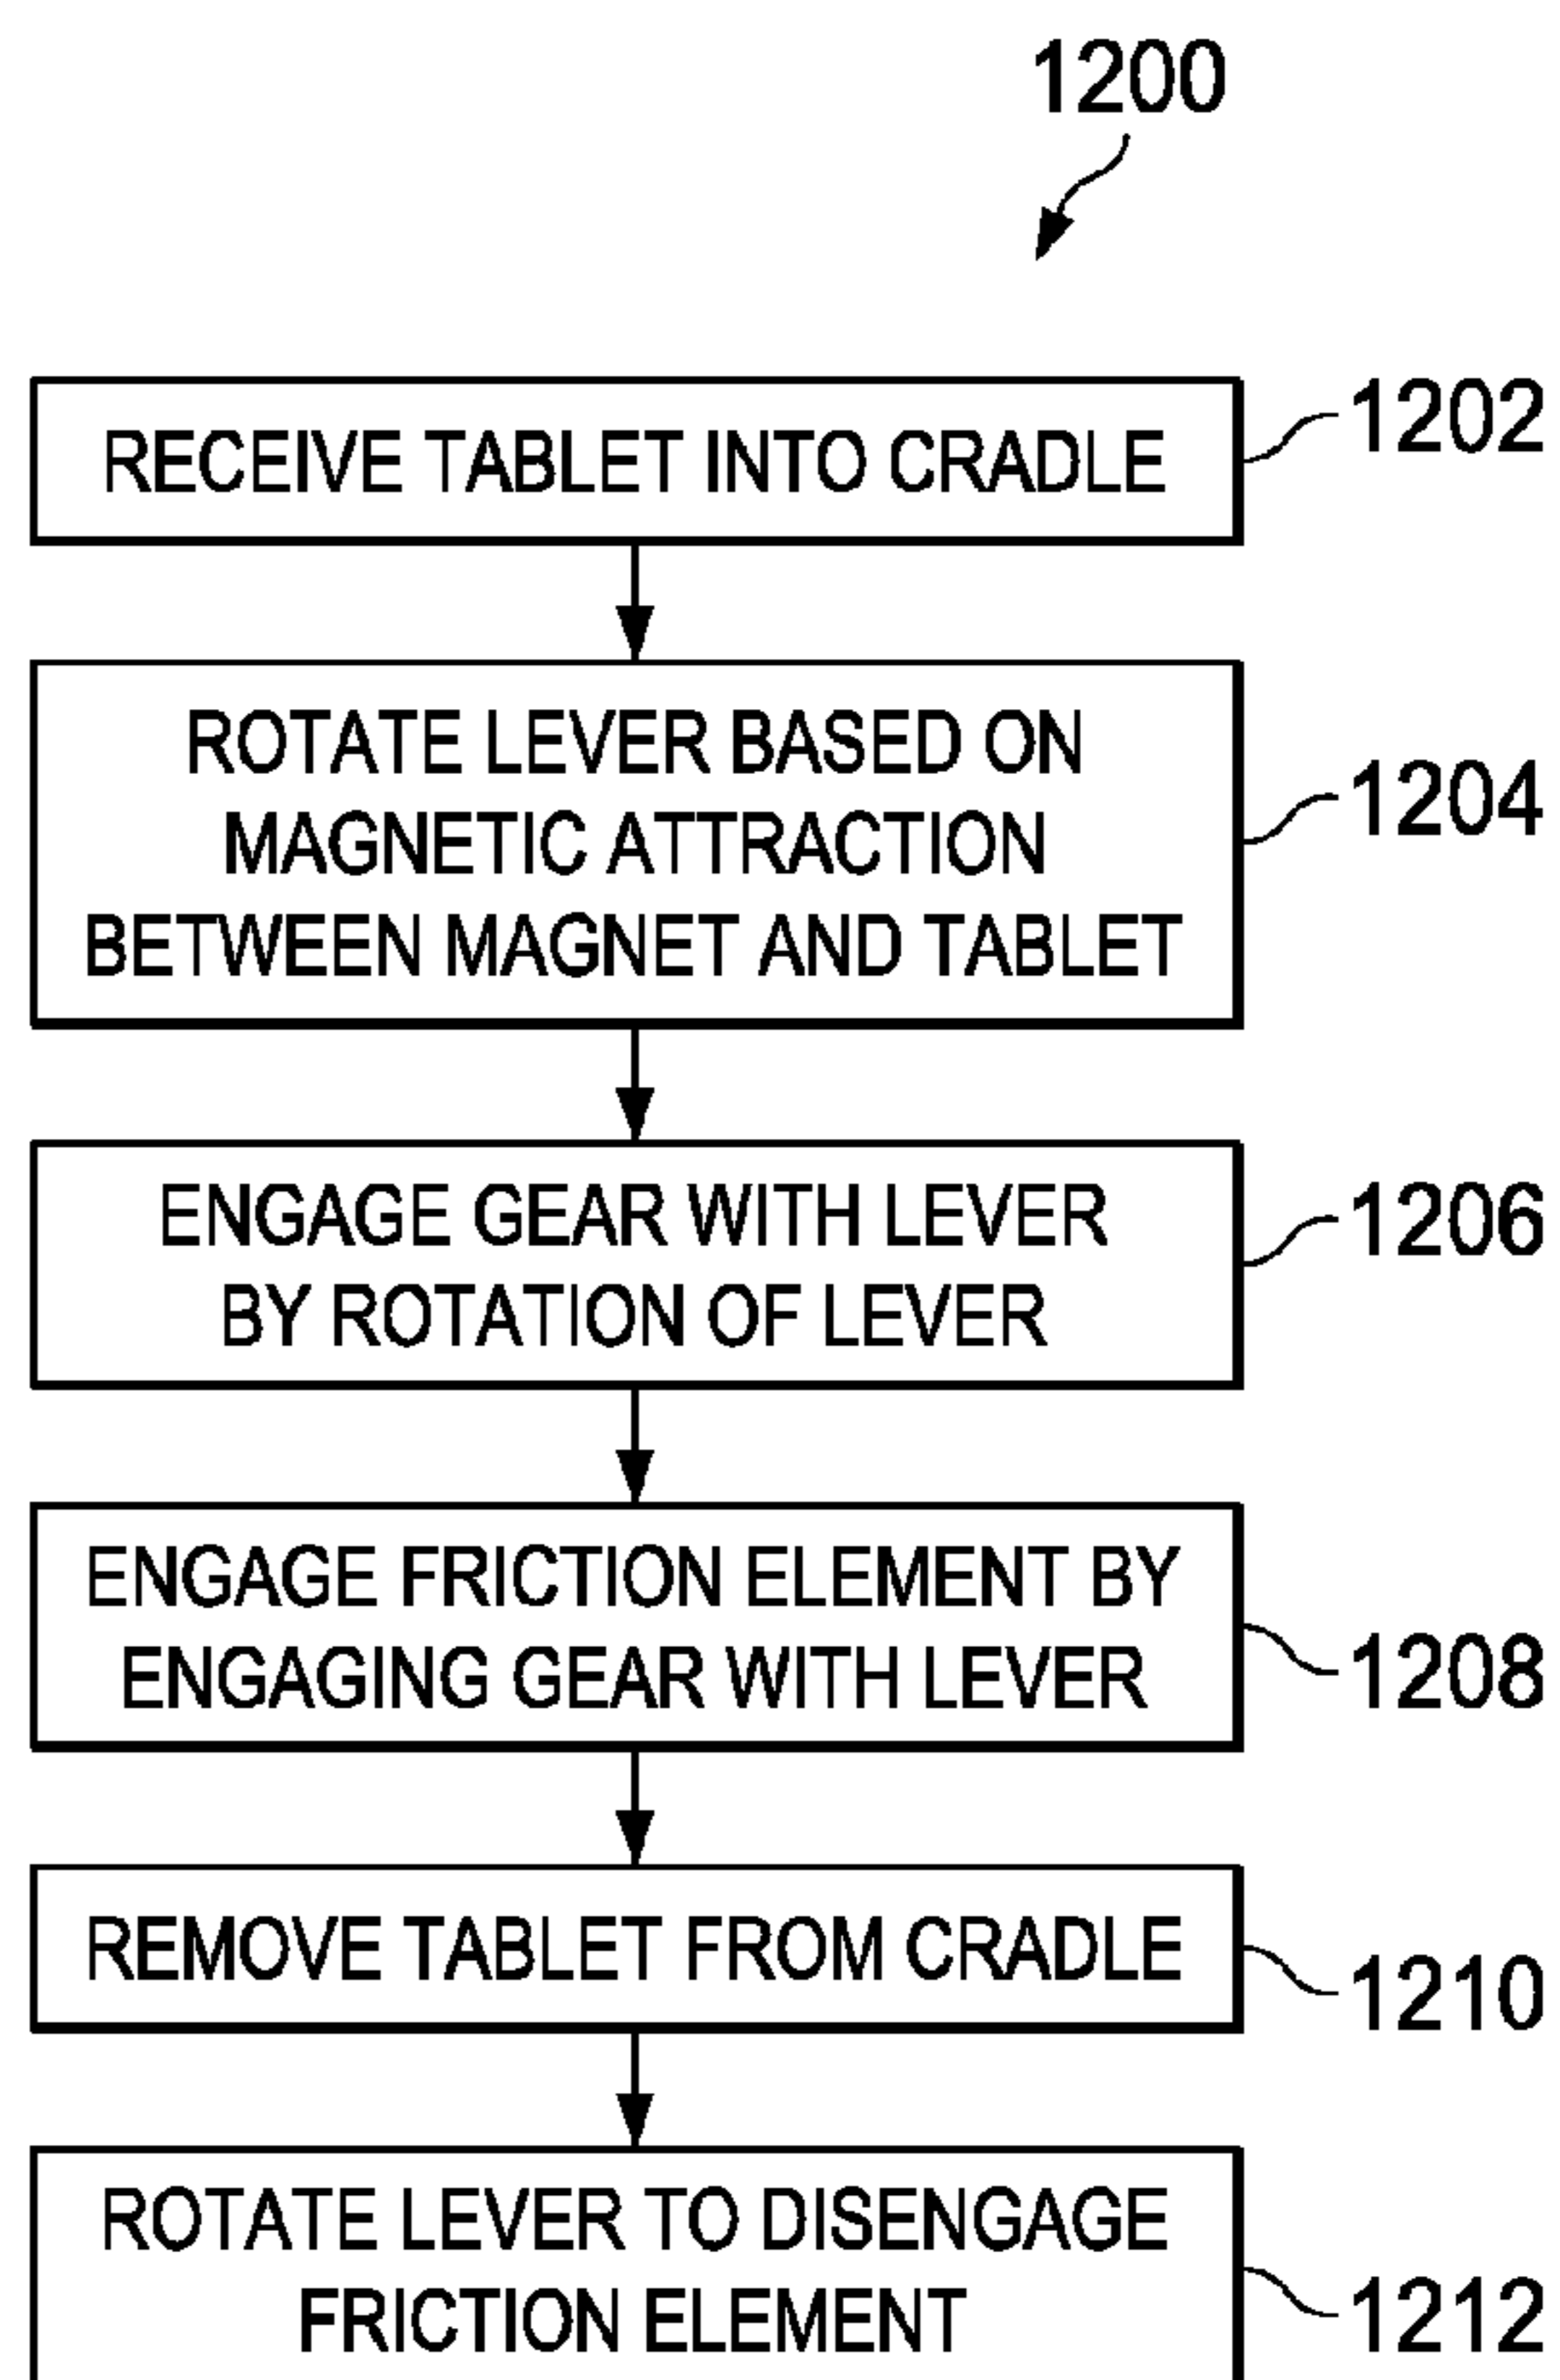 1200
RECEIVE TABLET INTO CRADLE
1202
ROTATE LEVER BASED ON
MAGNETIC ATTRACTION
BETWEEN MAGNET AND TABLET
1204
ENGAGE GEAR WITH LEVER
BY ROTATION OF LEVER
1206
ENGAGE FRICTION ELEMENT BY
ENGAGING GEAR WITH LEVER
1208
REMOVE TABLET FROM CRADLE
1210
ROTATE LEVER TO DISENGAGE
FRICTION ELEMENT
1212